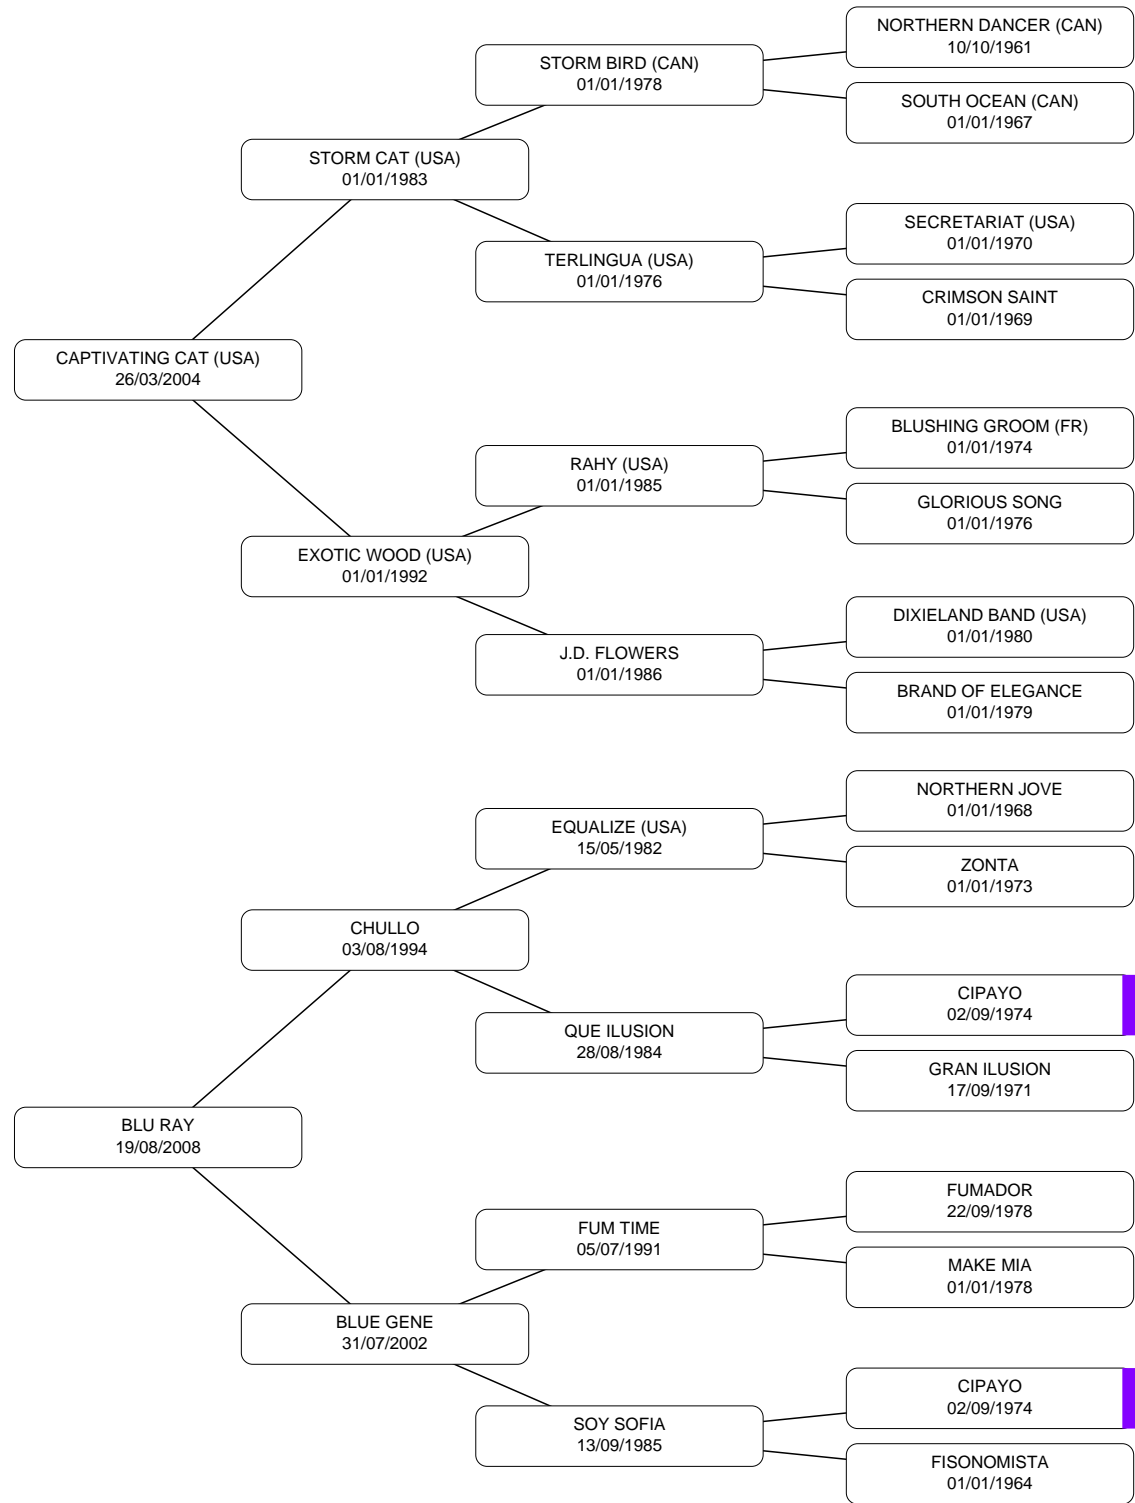 NORTHERN DANCER (CAN)
10/10/1961
STORM BIRD (CAN)
01/01/1978
SOUTH OCEAN (CAN)
01/01/1967
STORM CAT (USA)
01/01/1983
SECRETARIAT (USA)
01/01/1970
TERLINGUA (USA)
01/01/1976
CRIMSON SAINT
01/01/1969
CAPTIVATING CAT (USA)
26/03/2004
BLUSHING GROOM (FR)
01/01/1974
RAHY (USA)
01/01/1985
GLORIOUS SONG
01/01/1976
EXOTIC WOOD (USA)
01/01/1992
DIXIELAND BAND (USA)
01/01/1980
J.D. FLOWERS
01/01/1986
BRAND OF ELEGANCE
01/01/1979
NORTHERN JOVE
01/01/1968
EQUALIZE (USA)
15/05/1982
ZONTA
01/01/1973
CHULLO
03/08/1994
CIPAYO
02/09/1974
QUE ILUSION
28/08/1984
GRAN ILUSION
17/09/1971
BLU RAY
19/08/2008
FUMADOR
22/09/1978
FUM TIME
05/07/1991
MAKE MIA
01/01/1978
BLUE GENE
31/07/2002
CIPAYO
02/09/1974
SOY SOFIA
13/09/1985
FISONOMISTA
01/01/1964